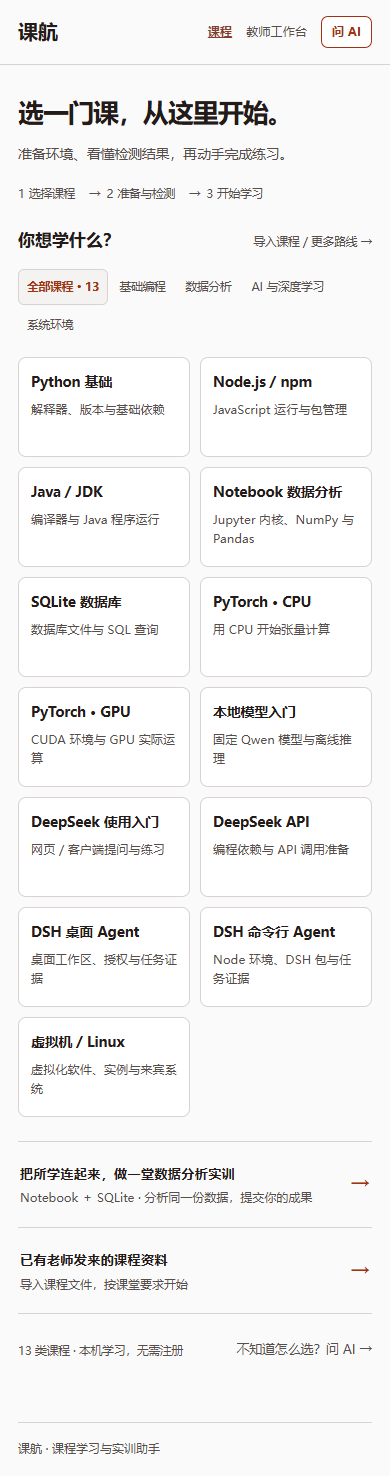 课航
课程 教师工作台 问 AI
选一门课，从这里开始。
准备环境、看懂检测结果，再动手完成练习。
1 选择课程 → 2 准备与检测 → 3 开始学习
你想学什么？
导入课程 / 更多路线 →
全部课程 · 13 基础编程 数据分析 AI 与深度学习
系统环境
Python 基础
解释器、版本与基础依赖
Node.js / npm
JavaScript 运行与包管理
Java / JDK
编译器与 Java 程序运行
Notebook 数据分析
Jupyter 内核、NumPy 与
Pandas
SQLite 数据库
数据库文件与 SQL 查询
PyTorch · CPU
用 CPU 开始张量计算
PyTorch · GPU
CUDA 环境与 GPU 实际运
算
本地模型入门
固定 Qwen 模型与离线推
理
DeepSeek 使用入门
网页 / 客户端提问与练习
DeepSeek API
编程依赖与 API 调用准备
DSH 桌面 Agent
桌面工作区、授权与任务证
据
DSH 命令行 Agent
Node 环境、DSH 包与任
务证据
虚拟机 / Linux
虚拟化软件、实例与来宾系
统
把所学连起来，做一堂数据分析实训
Notebook + SQLite · 分析同一份数据，提交你的成果
→
已有老师发来的课程资料
导入课程文件，按课堂要求开始
→
13 类课程 · 本机学习，无需注册
不知道怎么选？问 AI →
课航 · 课程学习与实训助手